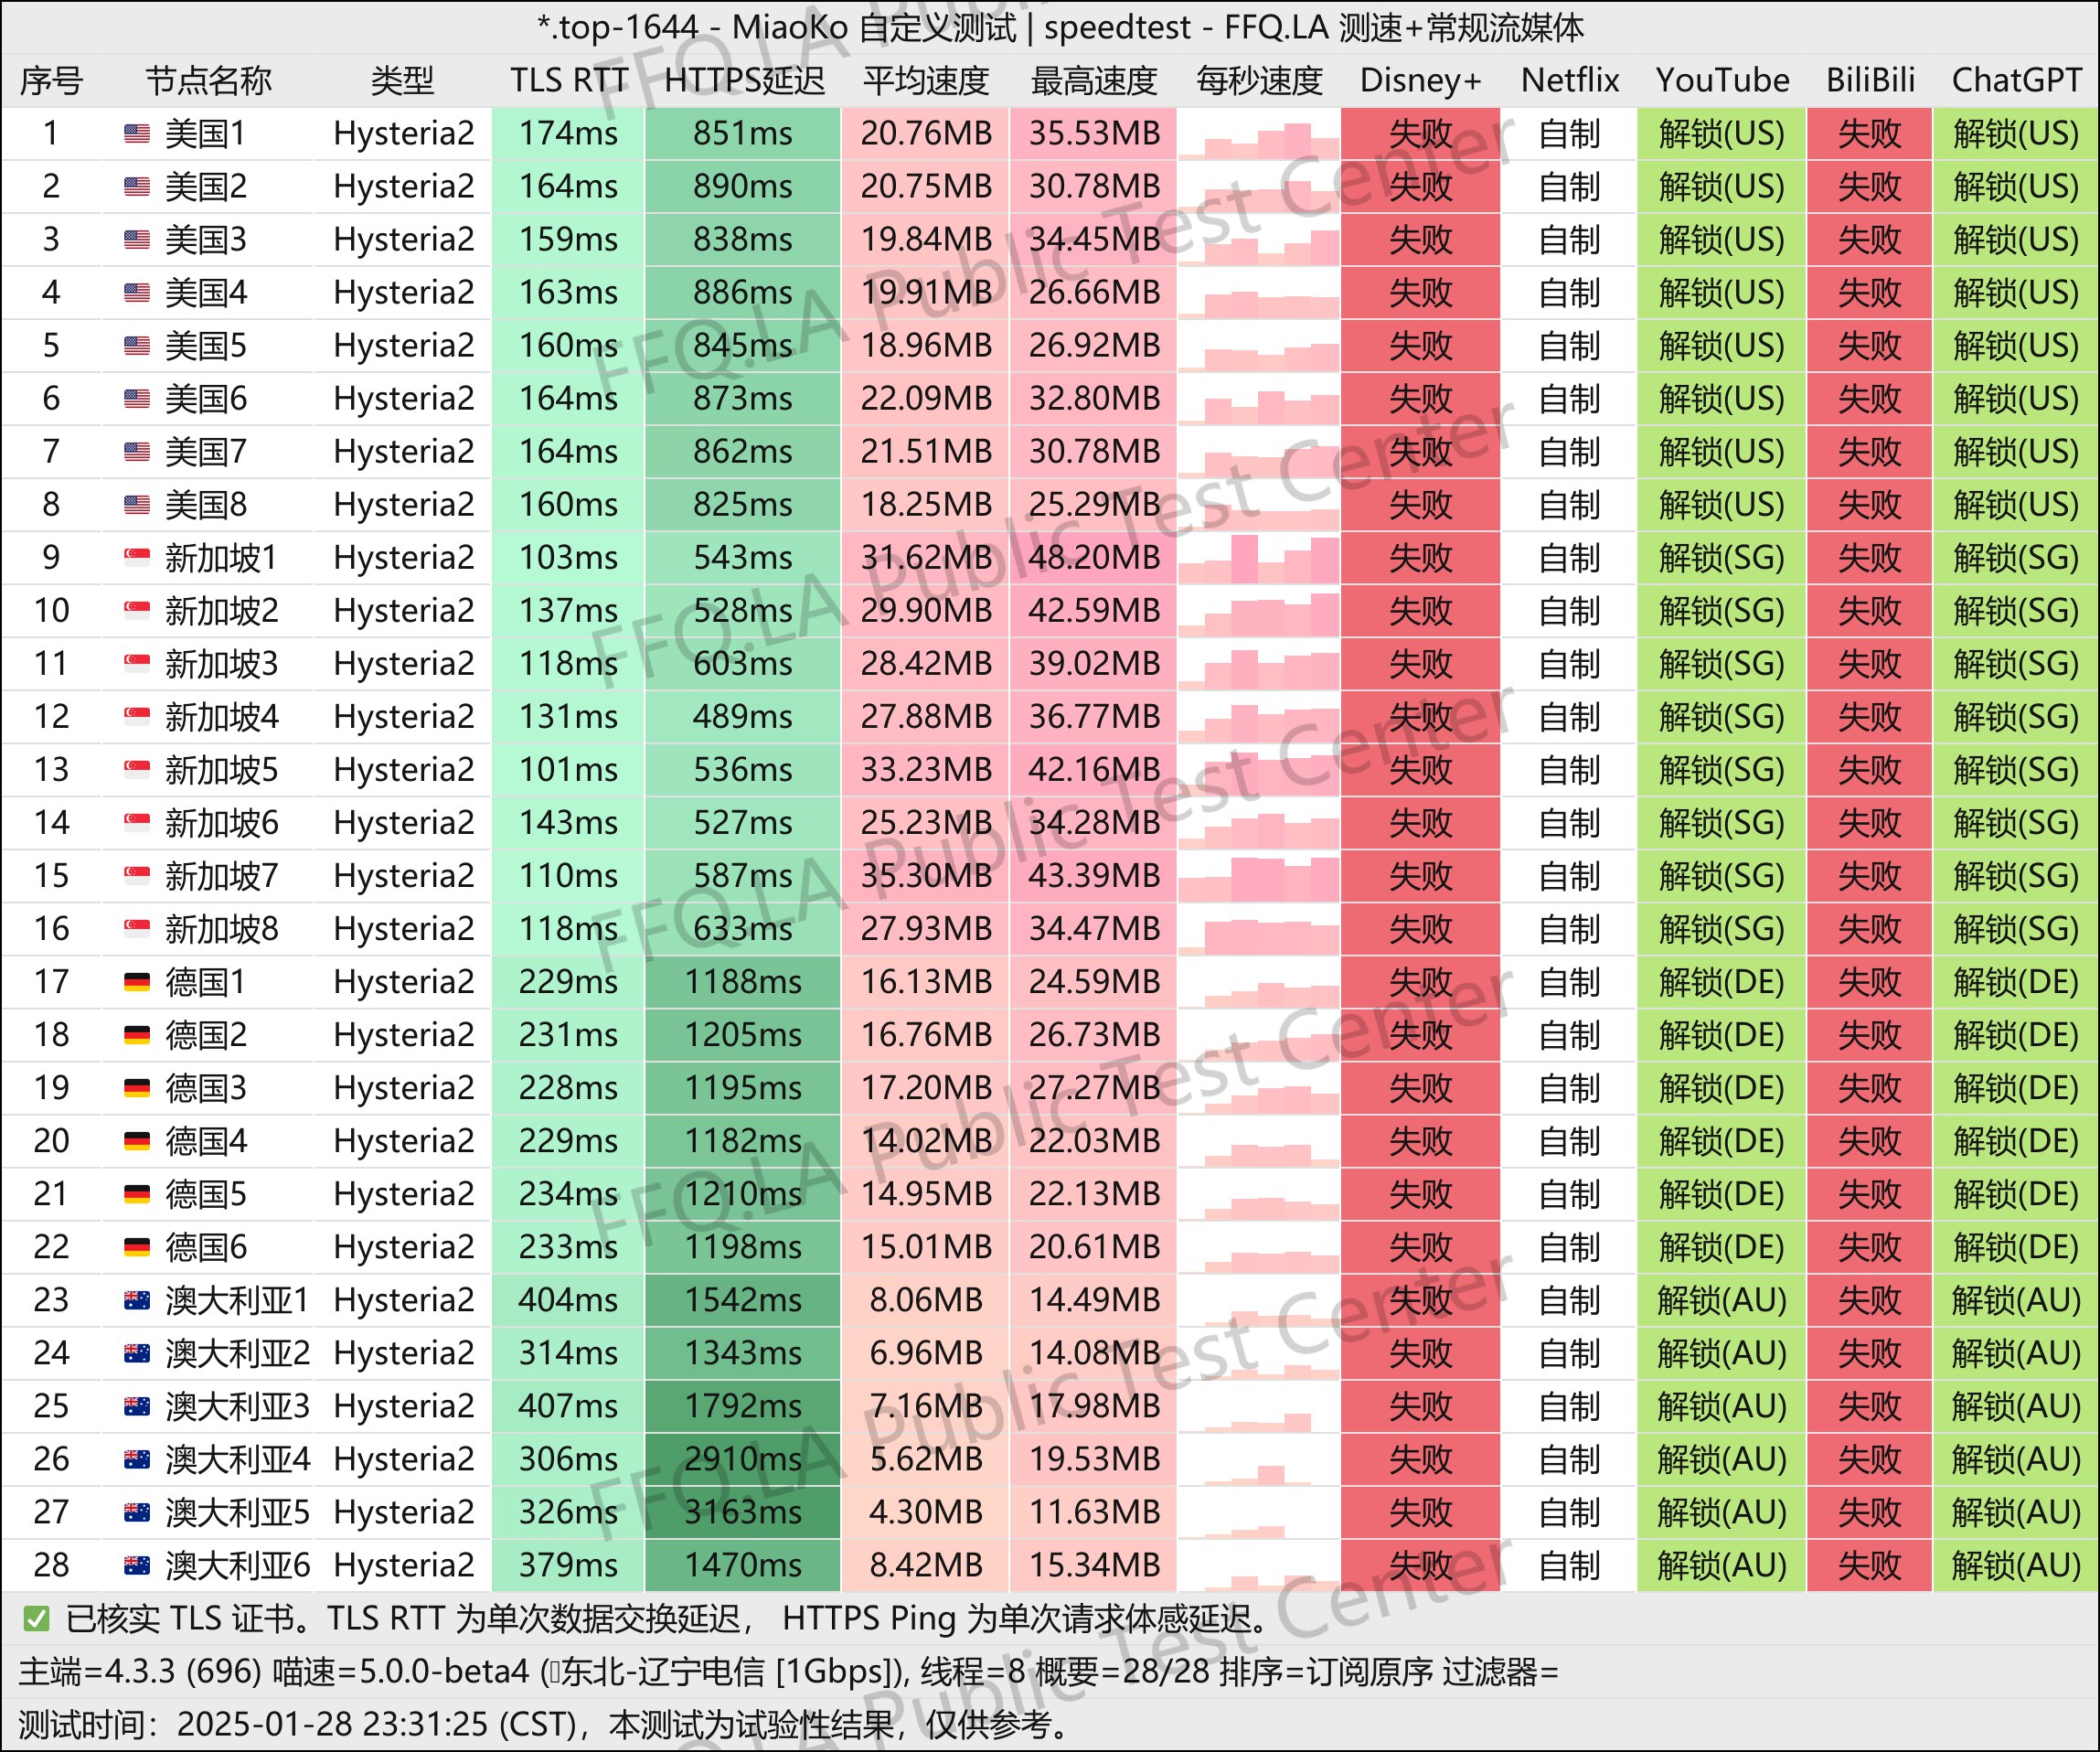 *.top-1644 - MiaoKo 自定义测试 | speedtest - FFQ.LA 测速+常规流媒体
序号 节点名称 类型 TLS RTT HTTPS延迟 平均速度 最高速度 每秒速度 Disney+ Netflix YouTube BiliBili ChatGPT
1 美国1 Hysteria2 174ms 851ms 20.76MB 35.53MB 失败 自制 解锁(US) 失败 解锁(US)
2 美国2 Hysteria2 164ms 890ms 20.75MB 30.78MB 失败 自制 解锁(US) 失败 解锁(US)
3 美国3 Hysteria2 159ms 838ms 19.84MB 34.45MB 失败 自制 解锁(US) 失败 解锁(US)
4 美国4 Hysteria2 163ms 886ms 19.91MB 26.66MB 失败 自制 解锁(US) 失败 解锁(US)
5 美国5 Hysteria2 160ms 845ms 18.96MB 26.92MB 失败 自制 解锁(US) 失败 解锁(US)
6 美国6 Hysteria2 164ms 873ms 22.09MB 32.80MB 失败 自制 解锁(US) 失败 解锁(US)
7 美国7 Hysteria2 164ms 862ms 21.51MB 30.78MB 失败 自制 解锁(US) 失败 解锁(US)
8 美国8 Hysteria2 160ms 825ms 18.25MB 25.29MB 失败 自制 解锁(US) 失败 解锁(US)
9 新加坡1 Hysteria2 103ms 543ms 31.62MB 48.20MB 失败 自制 解锁(SG) 失败 解锁(SG)
10 新加坡2 Hysteria2 137ms 528ms 29.90MB 42.59MB 失败 自制 解锁(SG) 失败 解锁(SG)
11 新加坡3 Hysteria2 118ms 603ms 28.42MB 39.02MB 失败 自制 解锁(SG) 失败 解锁(SG)
12 新加坡4 Hysteria2 131ms 489ms 27.88MB 36.77MB 失败 自制 解锁(SG) 失败 解锁(SG)
13 新加坡5 Hysteria2 101ms 536ms 33.23MB 42.16MB 失败 自制 解锁(SG) 失败 解锁(SG)
14 新加坡6 Hysteria2 143ms 527ms 25.23MB 34.28MB 失败 自制 解锁(SG) 失败 解锁(SG)
15 新加坡7 Hysteria2 110ms 587ms 35.30MB 43.39MB 失败 自制 解锁(SG) 失败 解锁(SG)
16 新加坡8 Hysteria2 118ms 633ms 27.93MB 34.47MB 失败 自制 解锁(SG) 失败 解锁(SG)
17 德国1 Hysteria2 229ms 1188ms 16.13MB 24.59MB 失败 自制 解锁(DE) 失败 解锁(DE)
18 德国2 Hysteria2 231ms 1205ms 16.76MB 26.73MB 失败 自制 解锁(DE) 失败 解锁(DE)
19 德国3 Hysteria2 228ms 1195ms 17.20MB 27.27MB 失败 自制 解锁(DE) 失败 解锁(DE)
20 德国4 Hysteria2 229ms 1182ms 14.02MB 22.03MB 失败 自制 解锁(DE) 失败 解锁(DE)
21 德国5 Hysteria2 234ms 1210ms 14.95MB 22.13MB 失败 自制 解锁(DE) 失败 解锁(DE)
22 德国6 Hysteria2 233ms 1198ms 15.01MB 20.61MB 失败 自制 解锁(DE) 失败 解锁(DE)
23 澳大利亚1 Hysteria2 404ms 1542ms 8.06MB 14.49MB 失败 自制 解锁(AU) 失败 解锁(AU)
24 澳大利亚2 Hysteria2 314ms 1343ms 6.96MB 14.08MB 失败 自制 解锁(AU) 失败 解锁(AU)
25 澳大利亚3 Hysteria2 407ms 1792ms 7.16MB 17.98MB 失败 自制 解锁(AU) 失败 解锁(AU)
26 澳大利亚4 Hysteria2 306ms 2910ms 5.62MB 19.53MB 失败 自制 解锁(AU) 失败 解锁(AU)
27 澳大利亚5 Hysteria2 326ms 3163ms 4.30MB 11.63MB 失败 自制 解锁(AU) 失败 解锁(AU)
28 澳大利亚6 Hysteria2 379ms 1470ms 8.42MB 15.34MB 失败 自制 解锁(AU) 失败 解锁(AU)
✅ 已核实 TLS 证书。TLS RTT 为单次数据交换延迟， HTTPS Ping 为单次请求体感延迟。
主端=4.3.3 (696) 喵速=5.0.0-beta4 (东北-辽宁电信 [1Gbps]), 线程=8 概要=28/28 排序=订阅原序 过滤器=
测试时间：2025-01-28 23:31:25 (CST)，本测试为试验性结果，仅供参考。
FFQ.LA Public Test Center
FFQ.LA Public Test Center
FFQ.LA Public Test Center
FFQ.LA Public Test Center
FFQ.LA Public Test Center
FFQ.LA Public Test Center